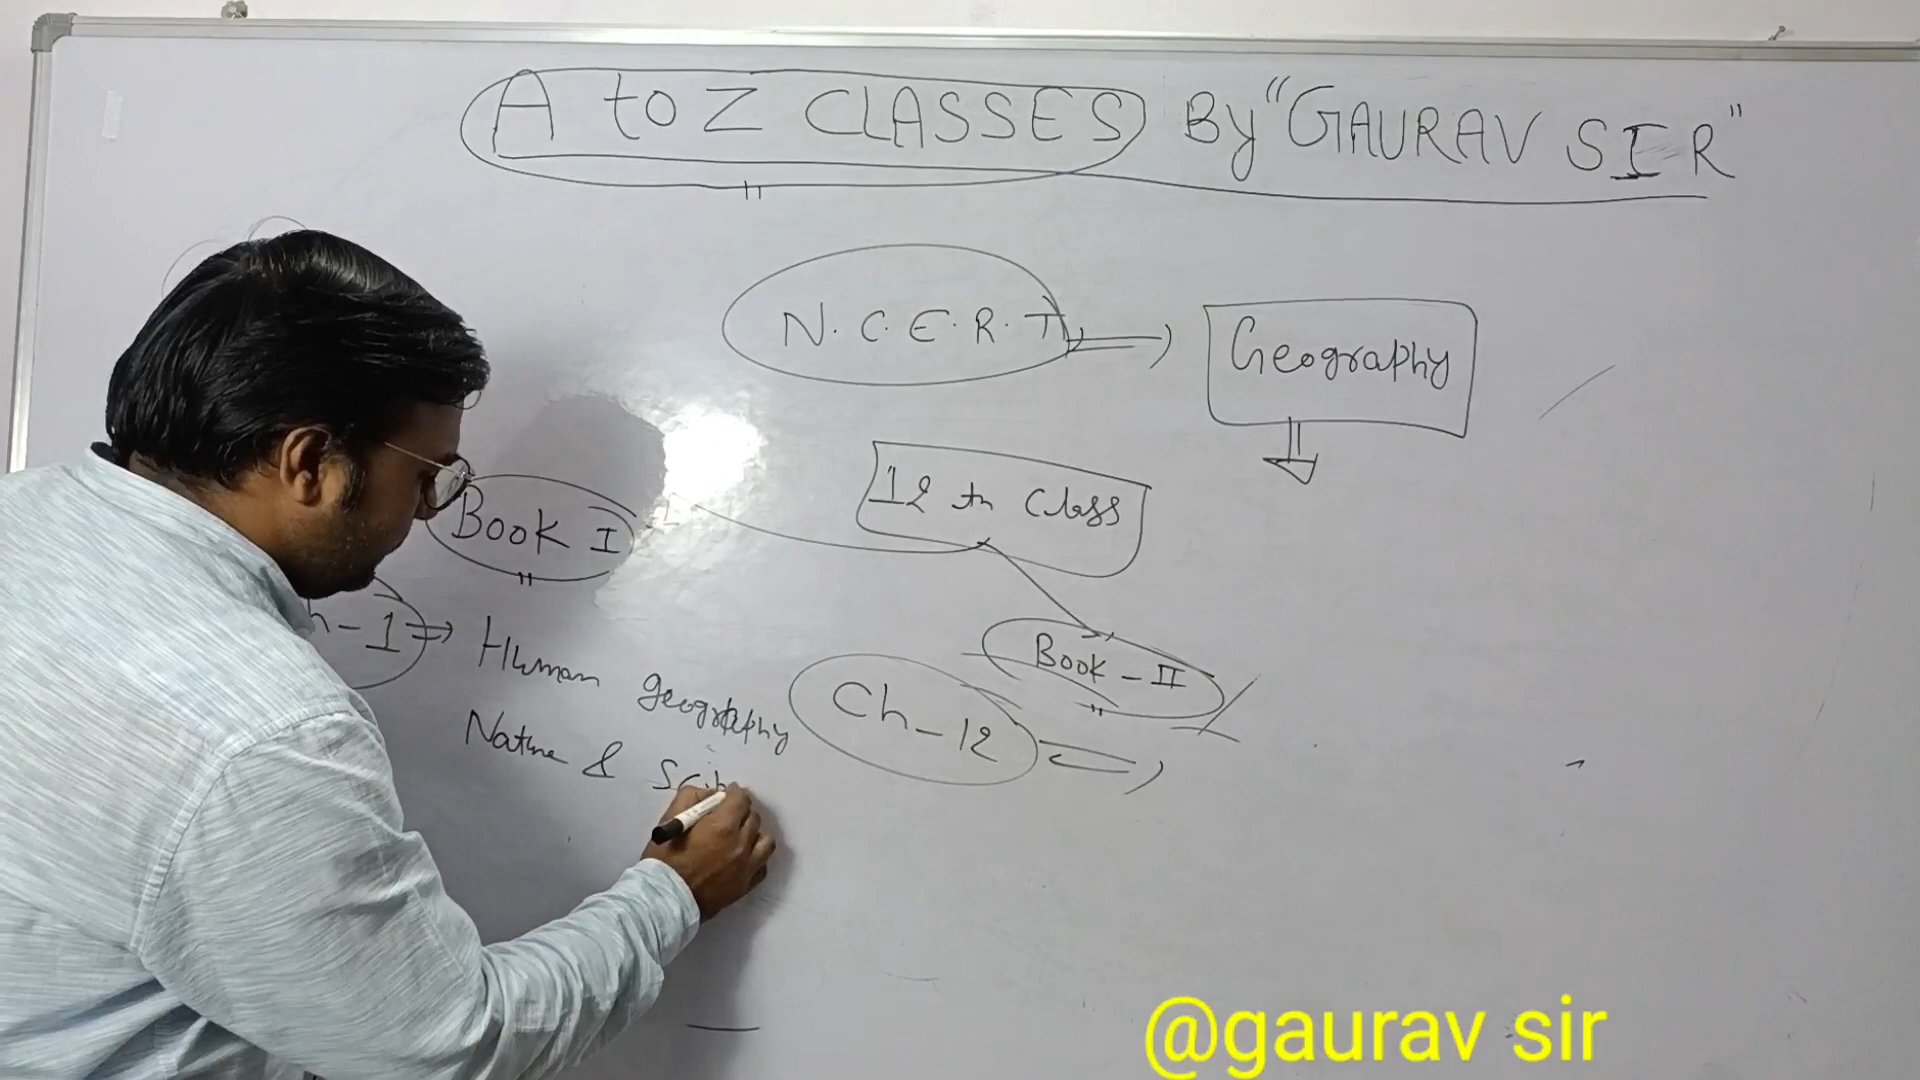 A to Z CLASSES By "GAURAV SIR"
N.C.E.R.T
Geography
12 th Class
Book I
Book - II
h-1 ⇒ Human geography
Nature &
Ch-12
@gaurav sir